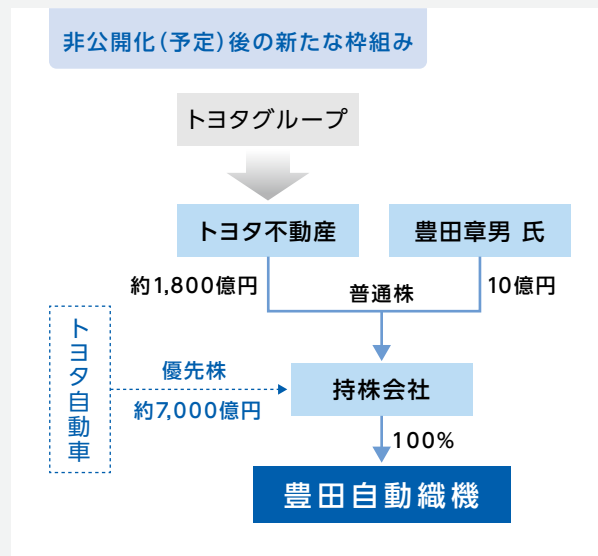 非公開化(予定)後の新たな枠組み
トヨタグループ
トヨタ不動産
豊田章男 氏
約1,800億円
普通株
10億円
トヨタ自動車
優先株
約7,000億円
持株会社
100%
豊田自動織機